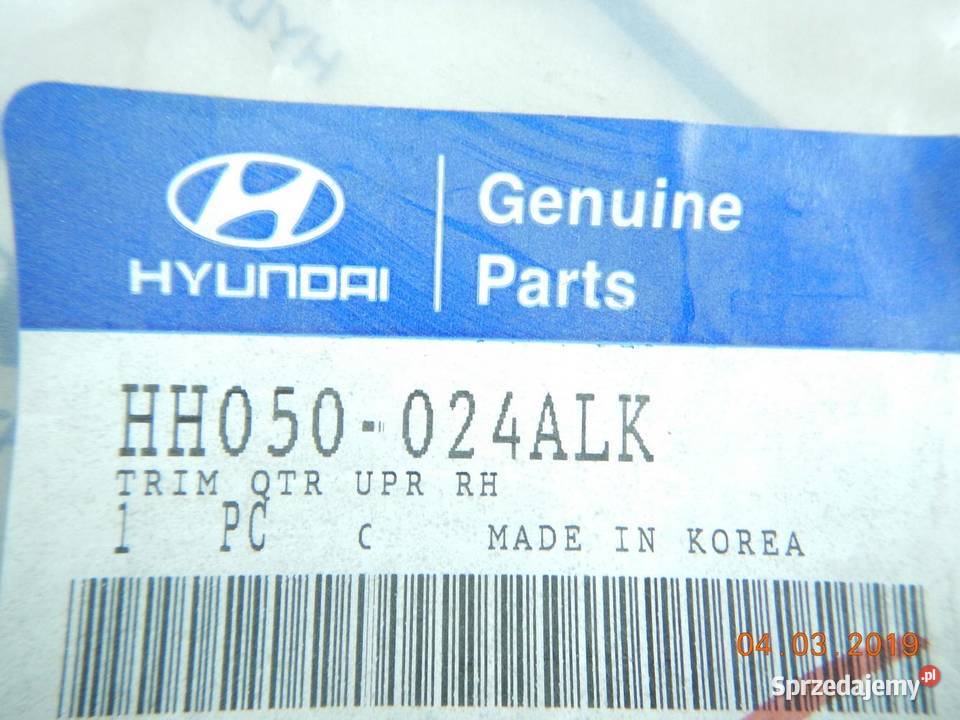 HYUN
HYUNDAI
Genuine
Parts
HH050-024ALK
TRIM QTR UPR RH
1 PC C MADE IN KOREA
04.03.2019
Sprzedajemy.pl